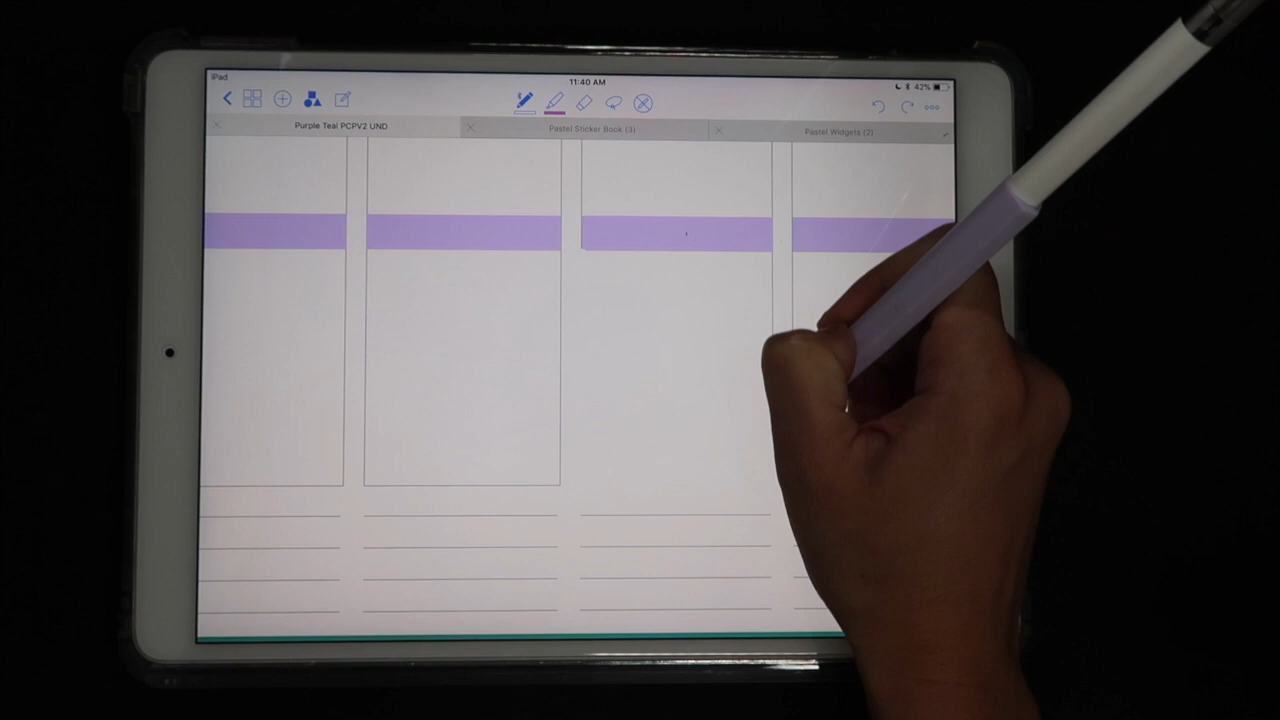 iPad
11:40 AM
42%
Purple Teal PCPV2 UND
Pastel Sticker Book (3)
Pastel Widgets (2)